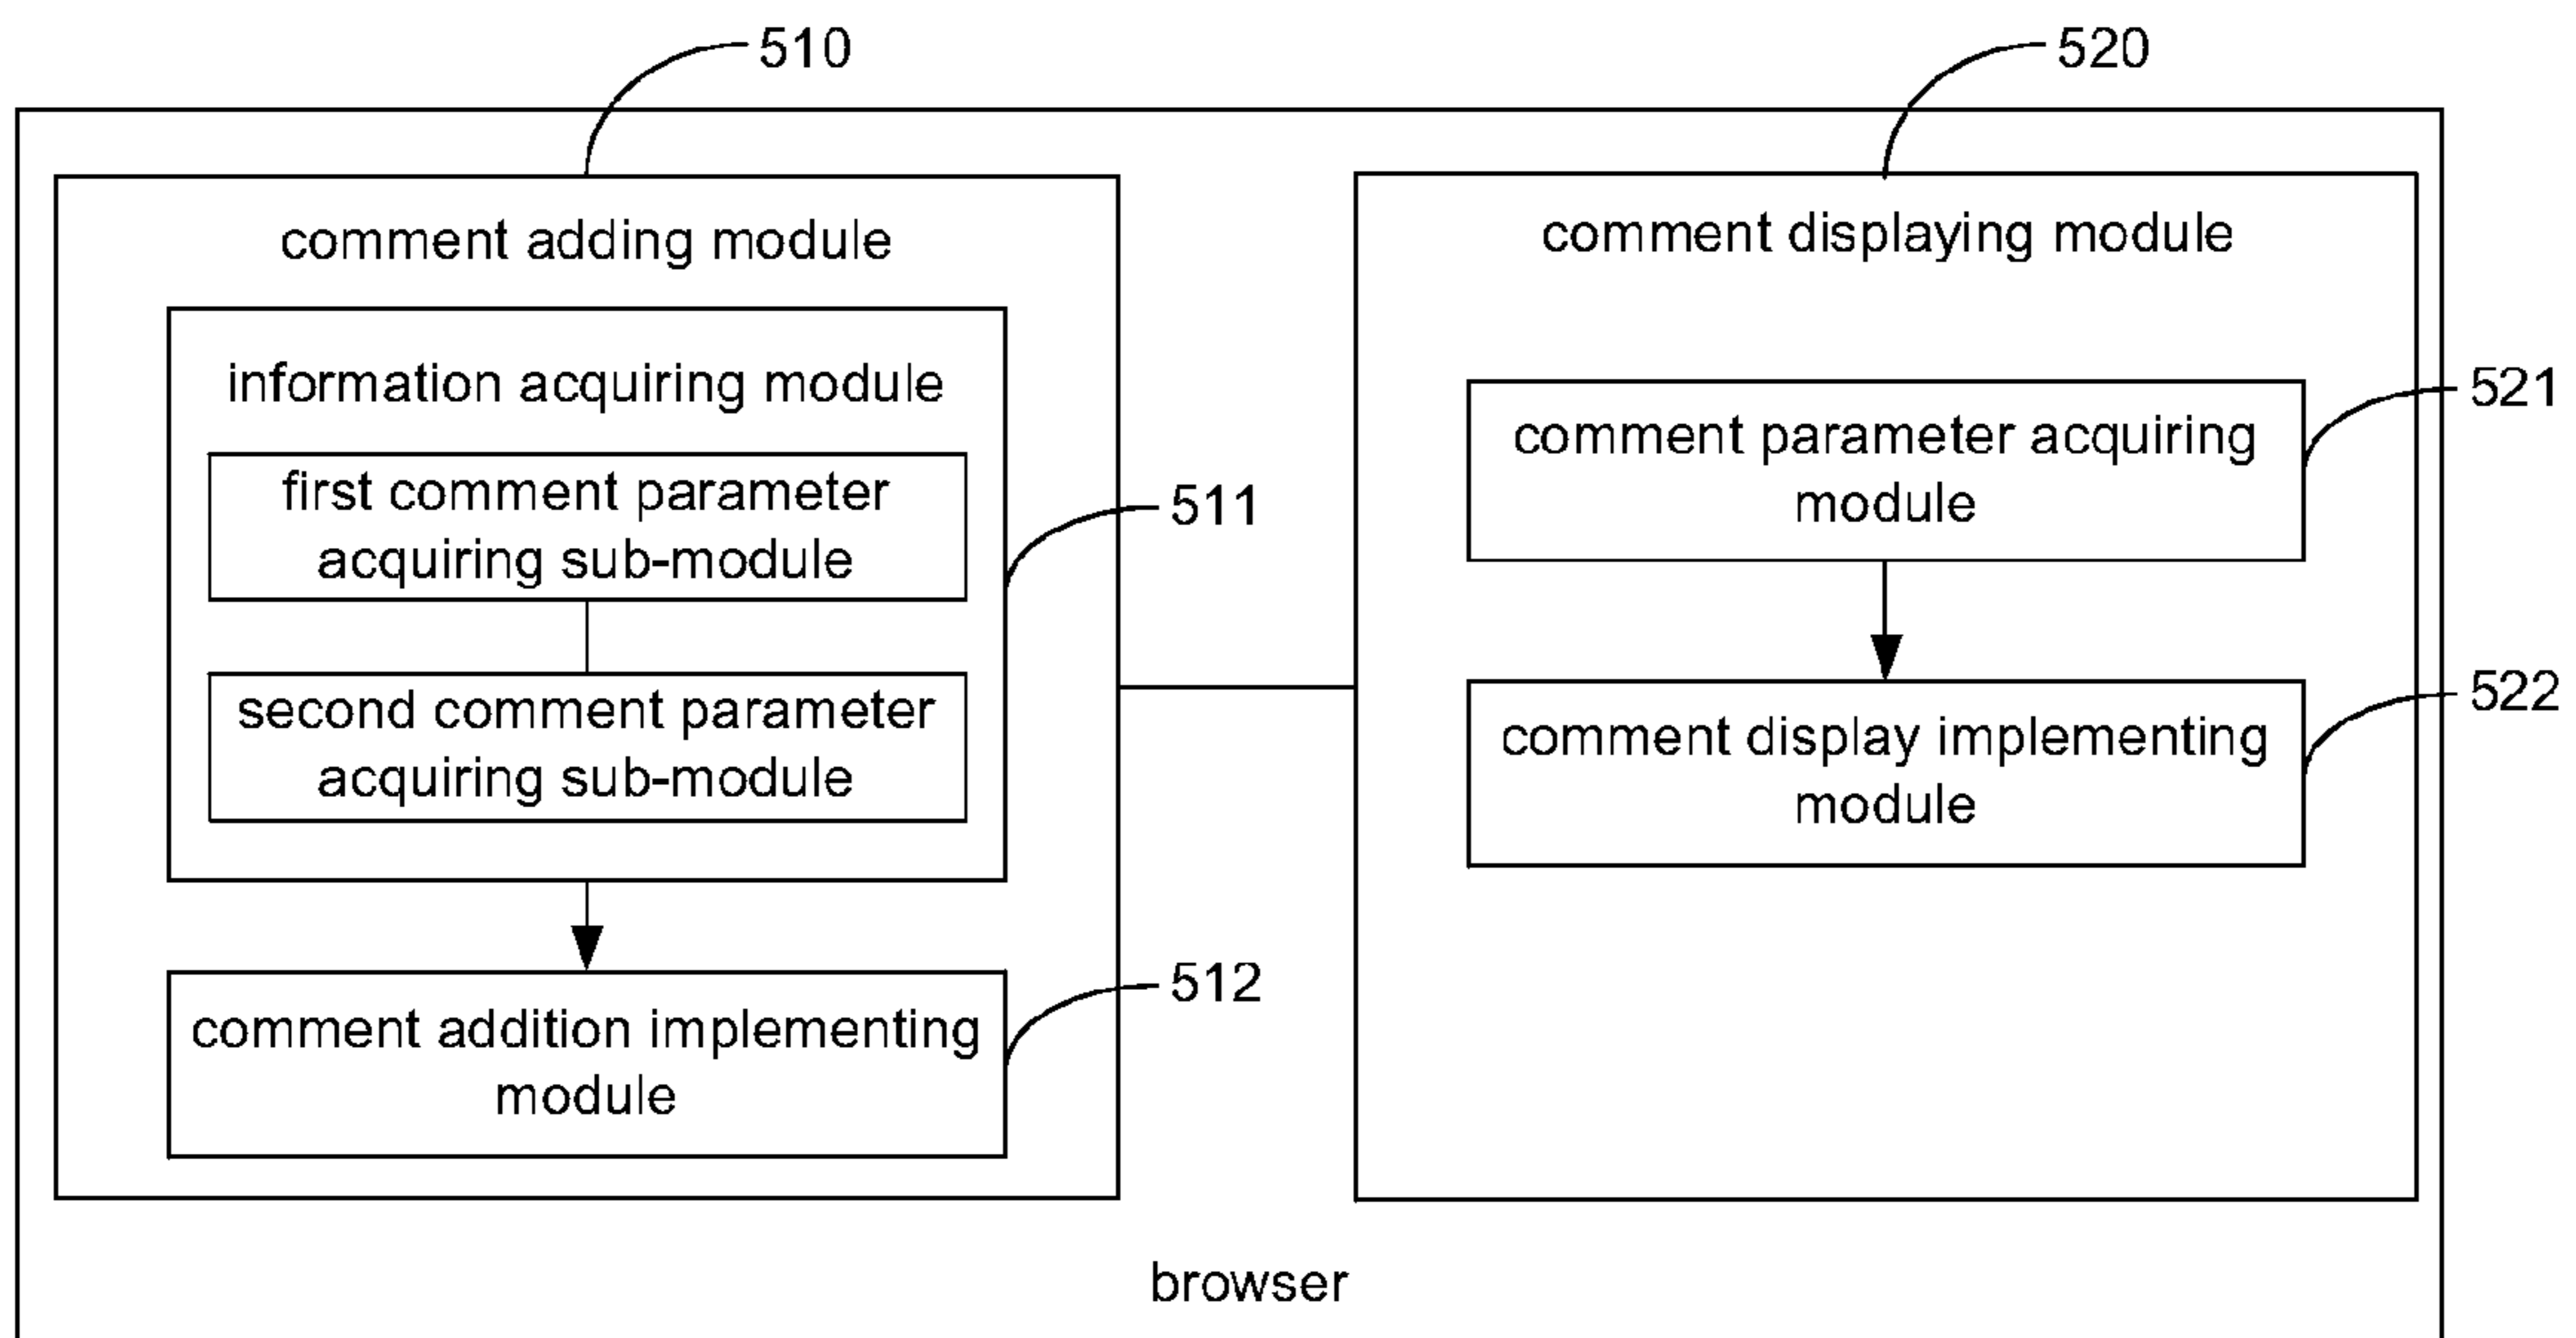 510
520
comment adding module
information acquiring module
first comment parameter
acquiring sub-module
511
second comment parameter
acquiring sub-module
comment addition implementing
module
512
comment displaying module
comment parameter acquiring
module
521
comment display implementing
module
522
browser